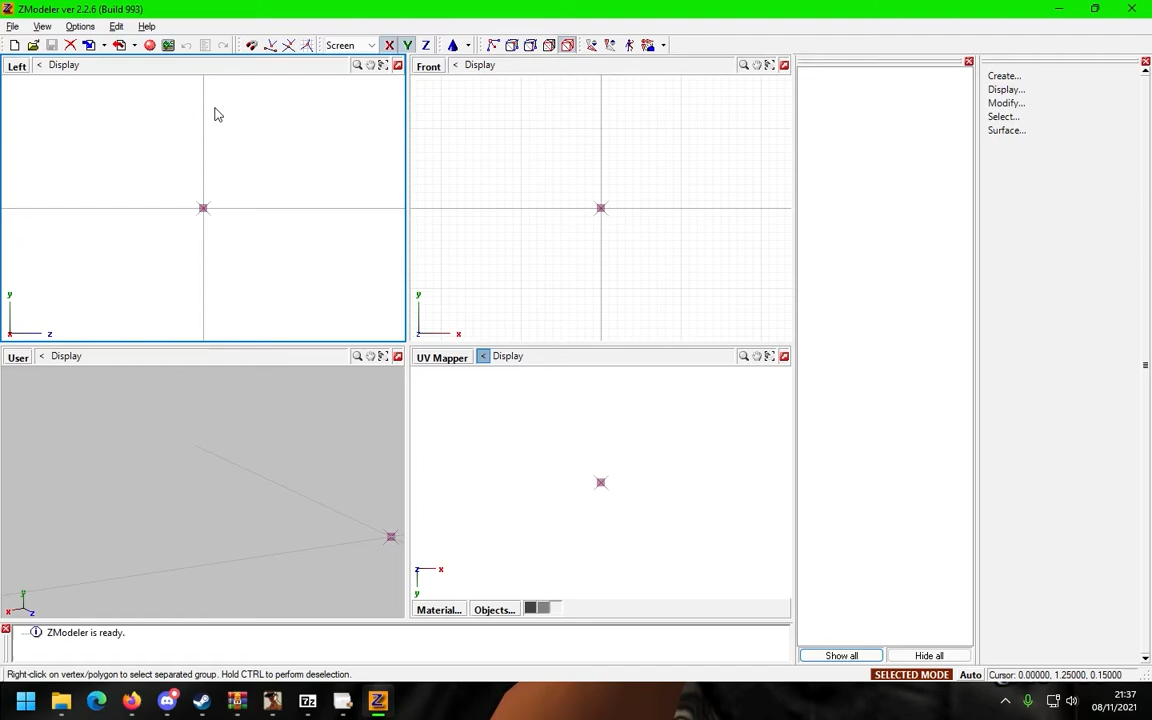 ZModeler ver 2.2.6 (Build 993)
File View Options Edit Help
Screen X Y Z
Left < Display
Front < Display
y
z
x
y
z
x
User < Display
UV Mapper < Display
y
x
z
z
x
y
Material... Objects...
Create...
Display...
Modify...
Select...
Surface...
Show all Hide all
ZModeler is ready.
Right-click on vertex/polygon to select separated group. Hold CTRL to perform deselection.
SELECTED MODE Auto Cursor: 0.00000, 1.25000, 0.15000
7z
Z
21:37
08/11/2021